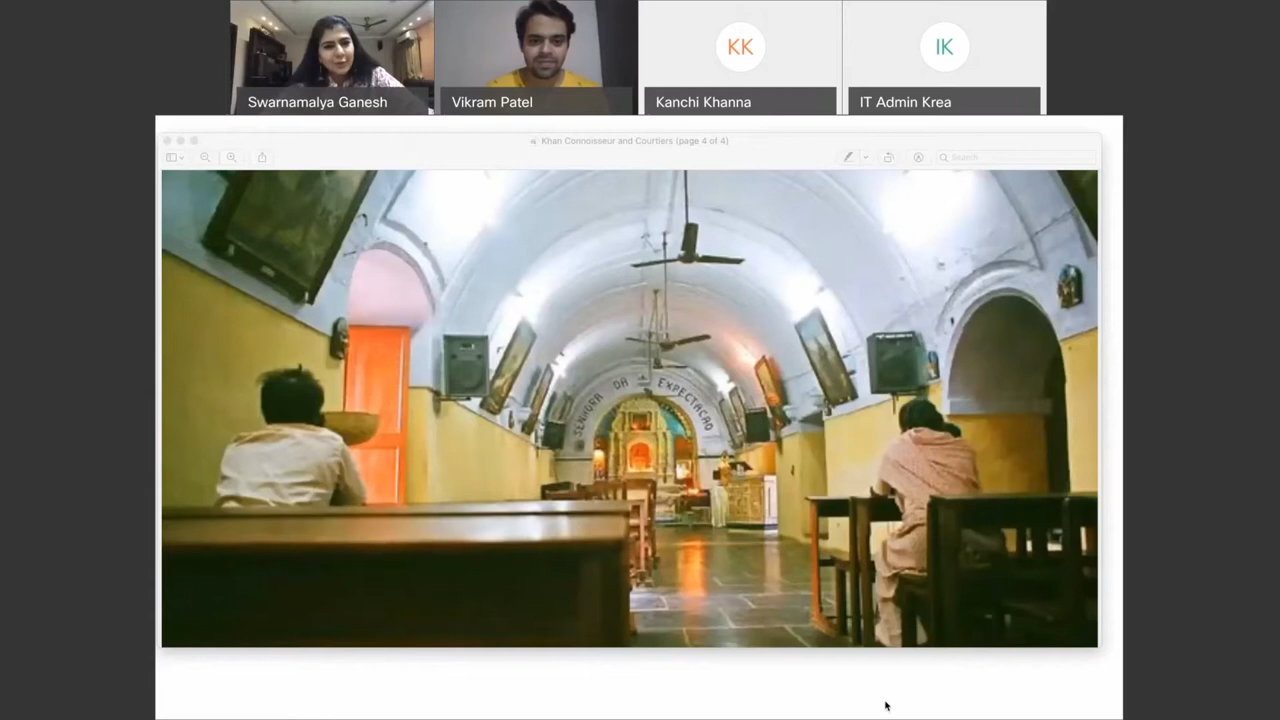 Swarnamalya Ganesh
Vikram Patel
KK
Kanchi Khanna
IK
IT Admin Krea
Khan Connoisseur and Courtiers (page 4 of 4)
Search
SENHORA DA EXPECTACAO